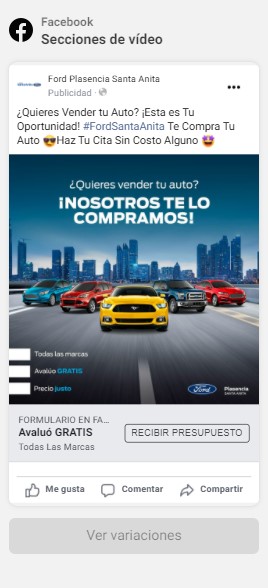 Facebook
Secciones de vídeo
Ford Plasencia Santa Anita
Publicidad ·
¿Quieres Vender tu Auto? ¡Esta es Tu
Oportunidad! #FordSantaAnita Te Compra Tu
Auto 😎Haz Tu Cita Sin Costo Alguno 🤩
¿Quieres vender tu auto?
¡NOSOTROS TE LO
COMPRAMOS!
Todas las marcas
Avalúo GRATIS
Precio justo
Ford Plasencia
SANTA ANITA
FORMULARIO EN FA...
Avaluó GRATIS
Todas Las Marcas
RECIBIR PRESUPUESTO
Me gusta Comentar Compartir
Ver variaciones